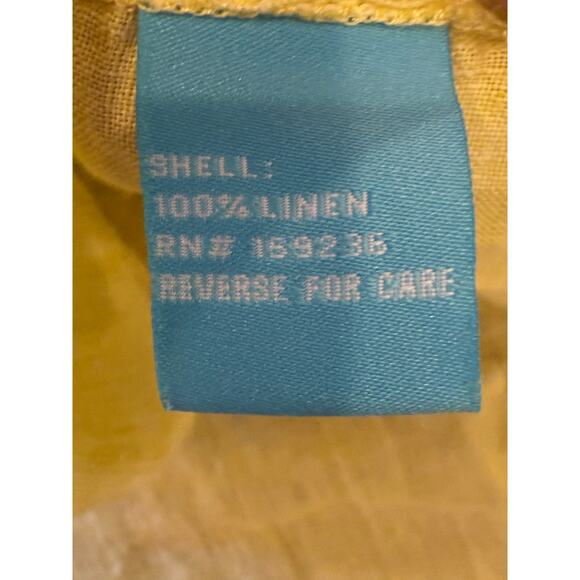 SHELL:
100% LINEN
RN# 159236
REVERSE FOR CARE